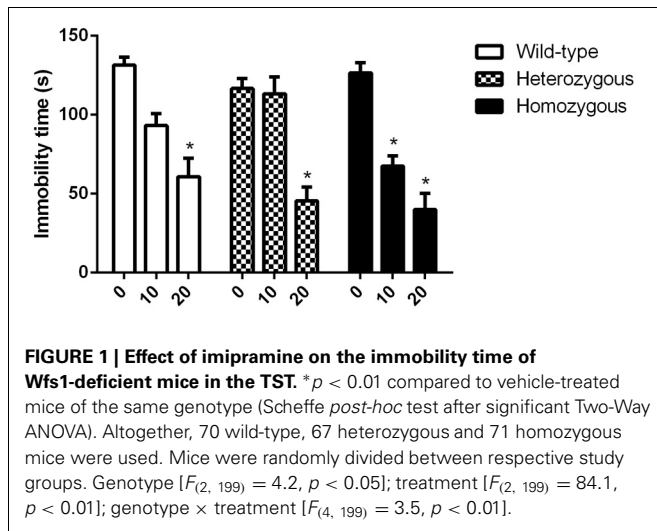 150
Wild-type
Heterozygous
Homozygous
100
*
*
*
*
50
0
Immobility time (s)
0 10 20 0 10 20 0 10 20
FIGURE 1 | Effect of imipramine on the immobility time of
Wfs1-deficient mice in the TST. *p < 0.01 compared to vehicle-treated
mice of the same genotype (Scheffe post-hoc test after significant Two-Way
ANOVA). Altogether, 70 wild-type, 67 heterozygous and 71 homozygous
mice were used. Mice were randomly divided between respective study
groups. Genotype [F(2, 199) = 4.2, p < 0.05]; treatment [F(2, 199) = 84.1,
p < 0.01]; genotype × treatment [F(4, 199) = 3.5, p < 0.01].